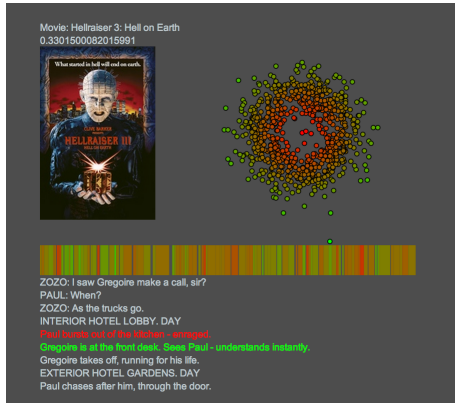 Movie: Hellraiser 3: Hell on Earth
0.3301500082015991
What started in hell will end on earth.
CLIVE BARKER
HELLRAISER III
HELL ON EARTH
ZOZO: I saw Gregoire make a call, sir?
PAUL: When?
ZOZO: As the trucks go.
INTERIOR HOTEL LOBBY. DAY
Paul bursts out of the kitchen - enraged.
Gregoire is at the front desk. Sees Paul - understands instantly.
Gregoire takes off, running for his life.
EXTERIOR HOTEL GARDENS. DAY
Paul chases after him, through the door.